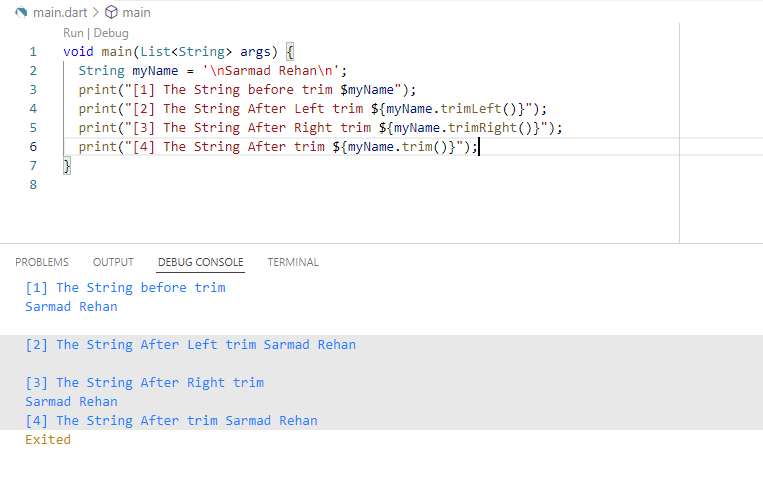 main.dart > main
Run | Debug
1 void main(List<String> args) {
2   String myName = '\nSarmad Rehan\n';
3   print("[1] The String before trim $myName");
4   print("[2] The String After Left trim ${myName.trimLeft()}");
5   print("[3] The String After Right trim ${myName.trimRight()}");
6   print("[4] The String After trim ${myName.trim()}");
7 }
8
PROBLEMS OUTPUT DEBUG CONSOLE TERMINAL
[1] The String before trim
Sarmad Rehan
[2] The String After Left trim Sarmad Rehan
[3] The String After Right trim
Sarmad Rehan
[4] The String After trim Sarmad Rehan
Exited